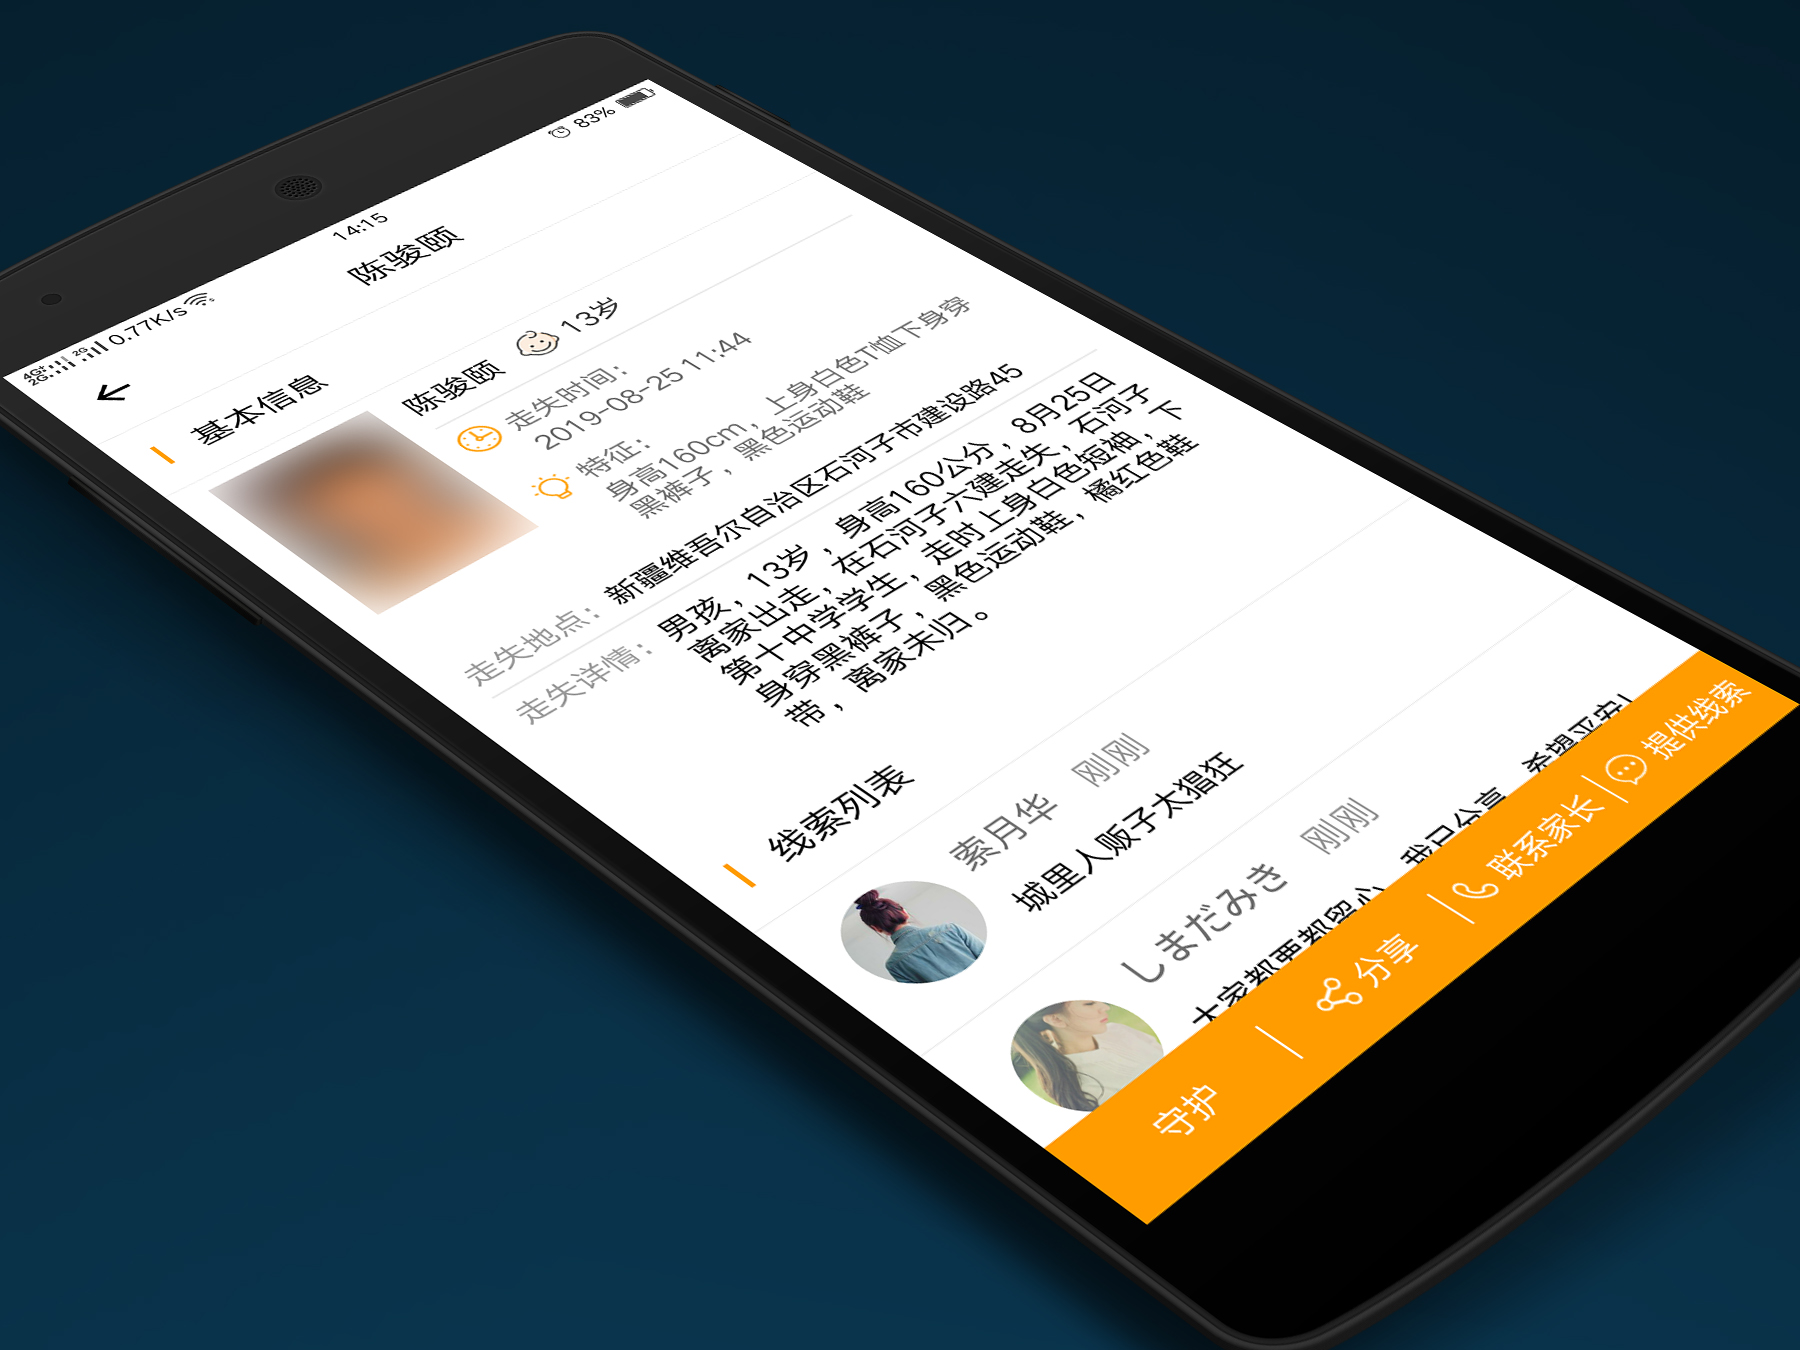 4G+ 2G 2G 0.77K/s 14:15 83%
陈骏颐
基本信息
陈骏颐 13岁
走失时间：
2019-08-25 11:44
特征：
身高160cm，上身白色T恤下身穿
黑裤子，黑色运动鞋
走失地点： 新疆维吾尔自治区石河子市建设路45
走失详情： 男孩，13岁，身高160公分，8月25日
离家出走，在石河子六建走失，石河子
第十中学学生，走时上身白色短袖，下
身穿黑裤子，黑色运动鞋，橘红色鞋
带，离家未归。
线索列表
索月华 刚刚
城里人贩子太猖狂
しまだみき 刚刚
大家都要都留心，我已分享，希望平安！
守护 分享 联系家长 提供线索